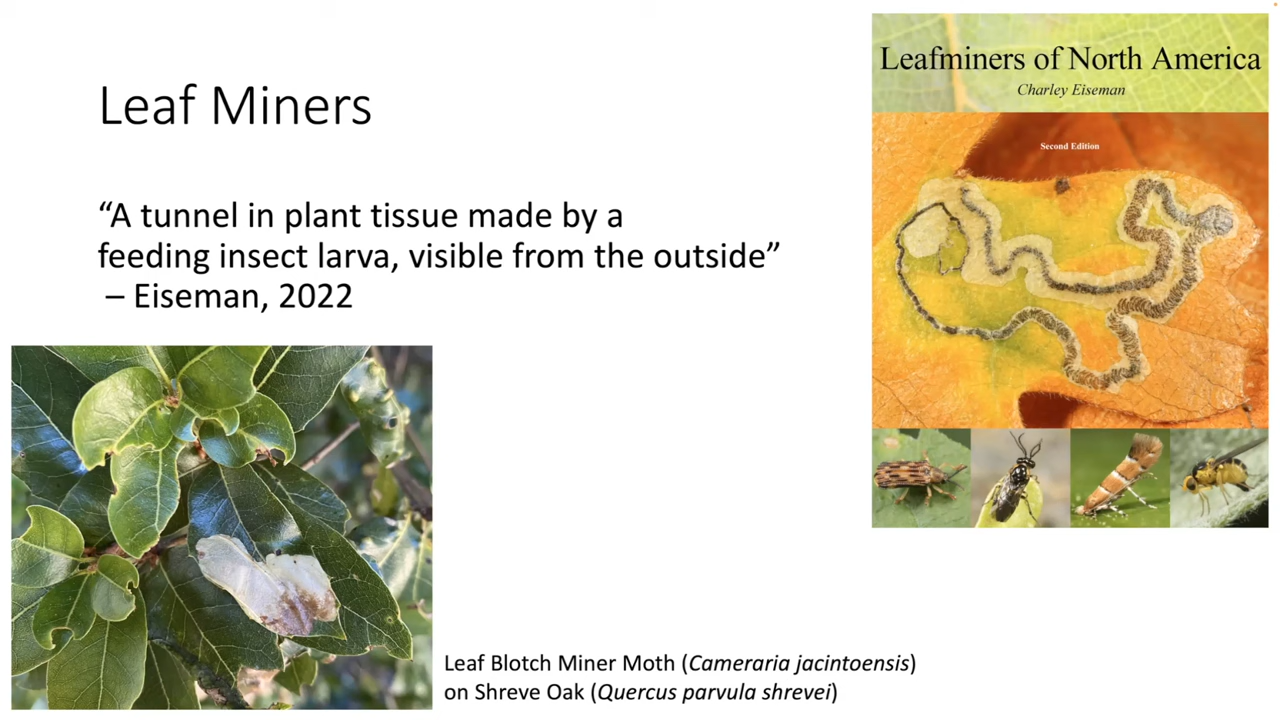 Leaf Miners
“A tunnel in plant tissue made by a
feeding insect larva, visible from the outside”
– Eiseman, 2022
Leafminers of North America
Charley Eiseman
Second Edition
Leaf Blotch Miner Moth (Cameraria jacintoensis)
on Shreve Oak (Quercus parvula shrevei)